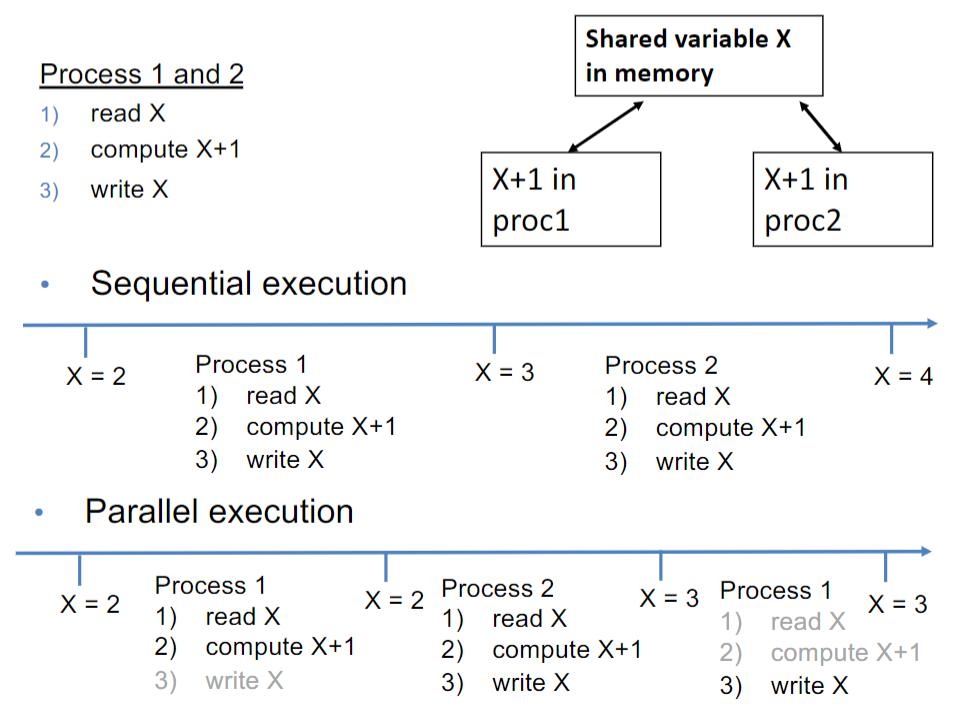 Shared variable X
in memory
Process 1 and 2
1) read X
2) compute X+1
3) write X
X+1 in
proc1
X+1 in
proc2
• Sequential execution
X = 2
Process 1
1) read X
2) compute X+1
3) write X
X = 3
Process 2
1) read X
2) compute X+1
3) write X
X = 4
• Parallel execution
X = 2
Process 1
1) read X
2) compute X+1
3) write X
X = 2
Process 2
1) read X
2) compute X+1
3) write X
X = 3
Process 1
1) read X
2) compute X+1
3) write X
X = 3